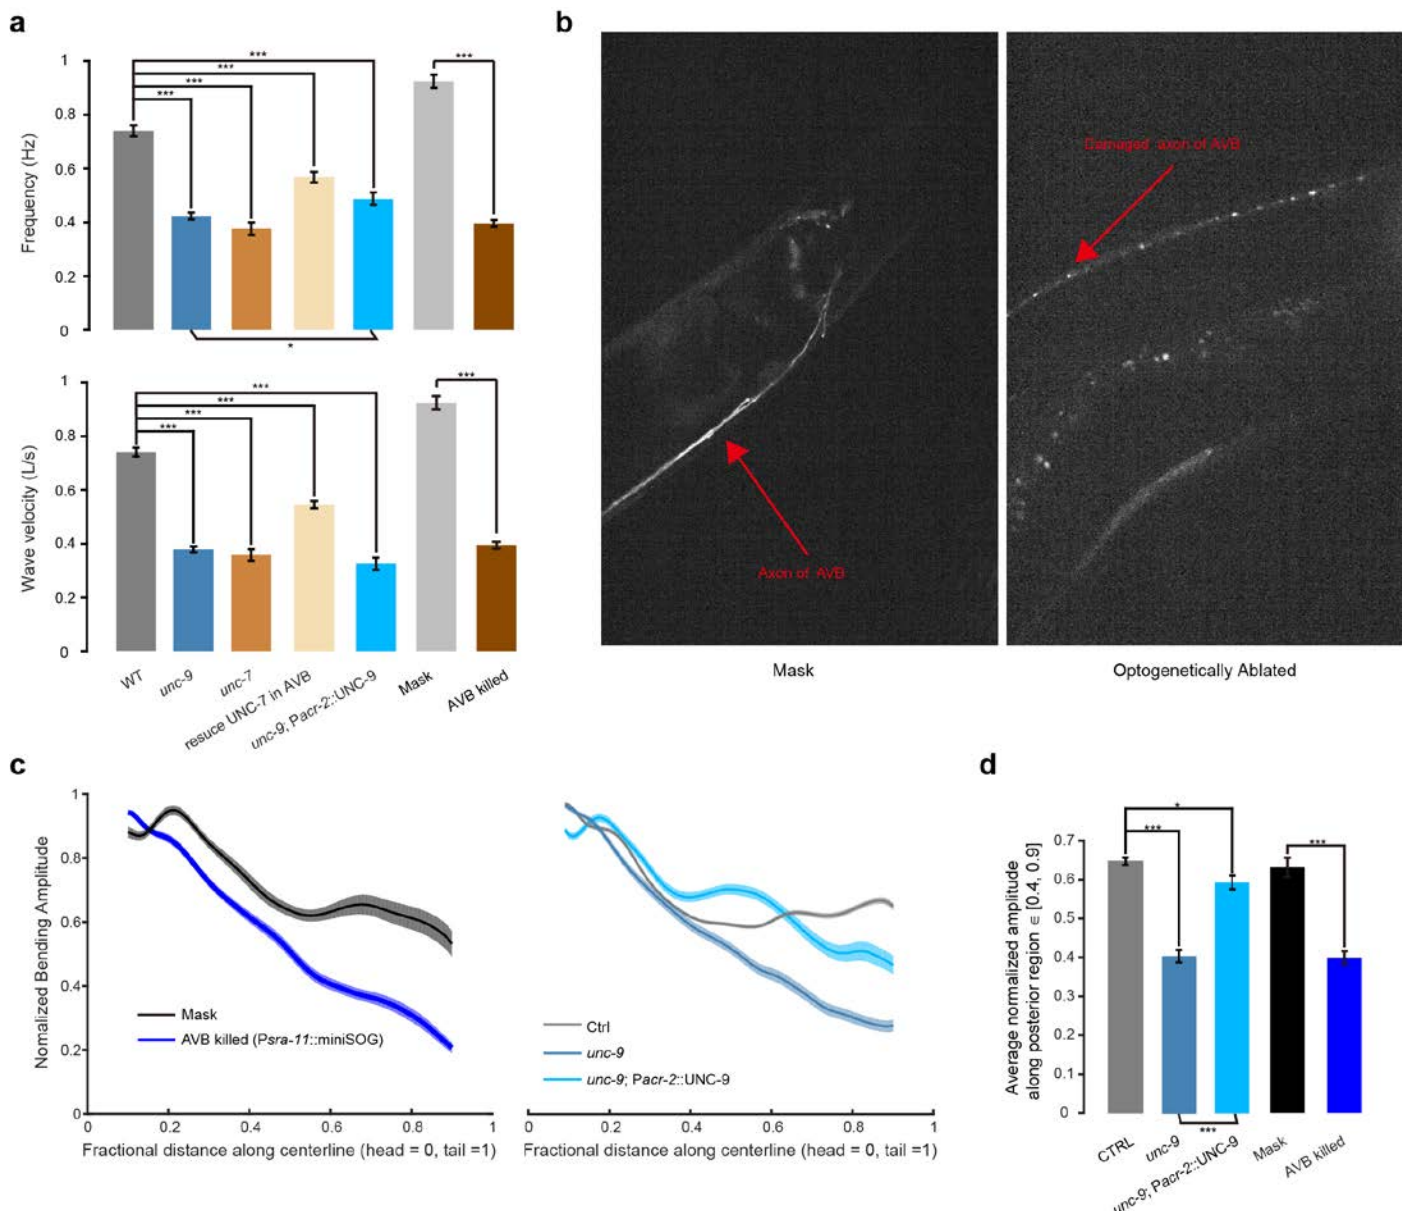 a
Frequency (Hz)
1
0.8
0.6
0.4
0.2
0
***
***
***
***
***
*
Wave velocity (L/s)
1
0.8
0.6
0.4
0.2
0
***
***
***
***
***
WT
unc-9
unc-7
resuce UNC-7 in AVB
unc-9; Pacr-2::UNC-9
Mask
AVB killed
b
Axon of AVB
Mask
Damaged axon of AVB
Optogenetically Ablated
c
Nomalized Bending Amplitude
1
0.8
0.6
0.4
0.2
0
Mask
AVB killed (Psra-11::miniSOG)
0 0.2 0.4 0.6 0.8 1
Fractional distance along centerline (head = 0, tail =1)
Ctrl
unc-9
unc-9; Pacr-2::UNC-9
0 0.2 0.4 0.6 0.8 1
Fractional distance along centerline (head = 0, tail =1)
d
Average normalized amplitude
along posterior region ∈ [0.4, 0.9]
0.7
0.6
0.5
0.4
0.3
0.2
0.1
0
*
***
***
***
CTRL
unc-9
unc-9; Pacr-2::UNC-9
Mask
AVB killed